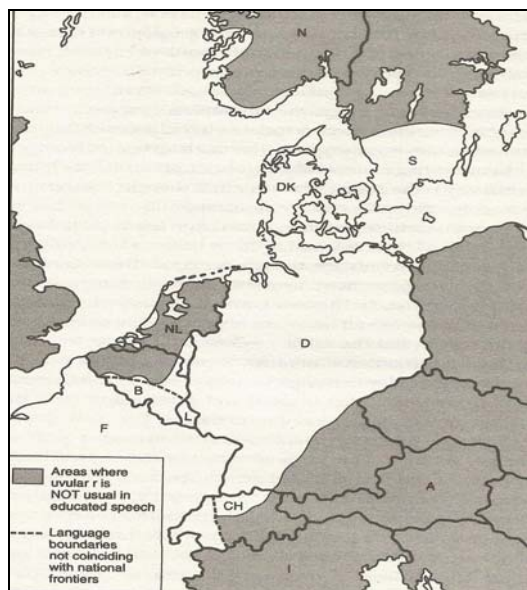 N
S
DK
NL
D
B
L
F
A
CH
I
Areas where
uvular r is
NOT usual in
educated speech
Language
boundaries
not coinciding
with national
frontiers